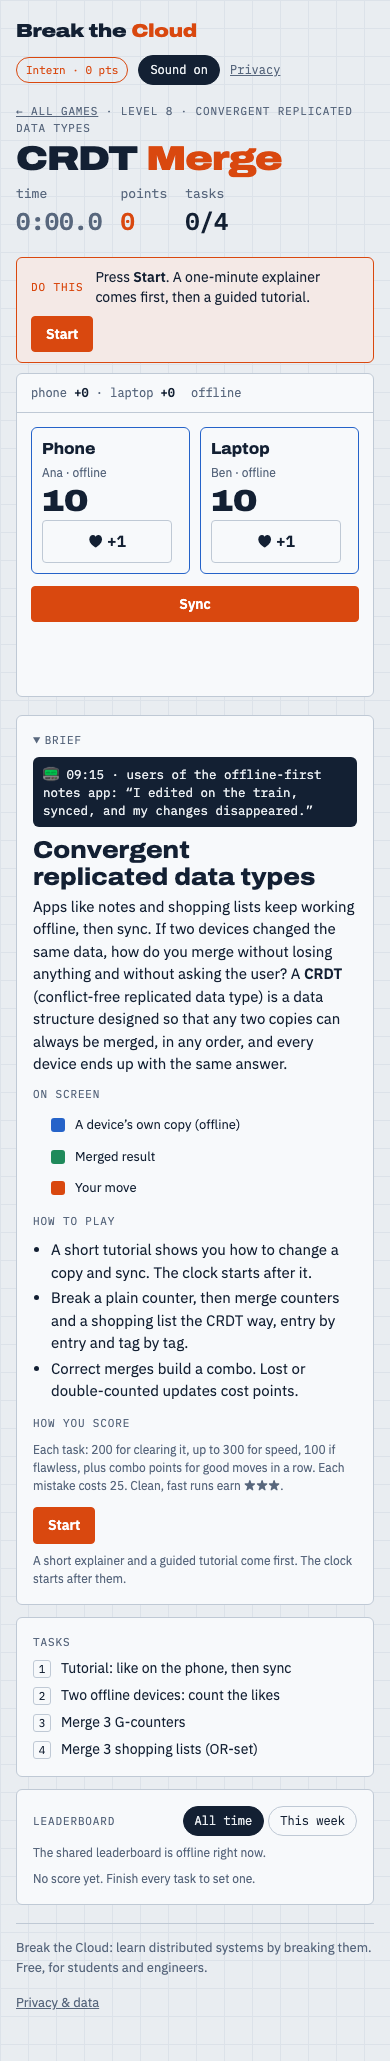 Break the Cloud
Intern · 0 pts
Sound on
Privacy
← ALL GAMES · LEVEL 8 · CONVERGENT REPLICATED
DATA TYPES
CRDT Merge
time points tasks
0:00.0 0 0/4
DO THIS
Press Start. A one-minute explainer
comes first, then a guided tutorial.
Start
phone +0 · laptop +0 offline
Phone
Ana · offline
10
♥ +1
Laptop
Ben · offline
10
♥ +1
Sync
▼ BRIEF
09:15 · users of the offline-first
notes app: “I edited on the train,
synced, and my changes disappeared.”
Convergent
replicated data types
Apps like notes and shopping lists keep working
offline, then sync. If two devices changed the
same data, how do you merge without losing
anything and without asking the user? A CRDT
(conflict-free replicated data type) is a data
structure designed so that any two copies can
always be merged, in any order, and every
device ends up with the same answer.
ON SCREEN
A device’s own copy (offline)
Merged result
Your move
HOW TO PLAY
• A short tutorial shows you how to change a
copy and sync. The clock starts after it.
• Break a plain counter, then merge counters
and a shopping list the CRDT way, entry by
entry and tag by tag.
• Correct merges build a combo. Lost or
double-counted updates cost points.
HOW YOU SCORE
Each task: 200 for clearing it, up to 300 for speed, 100 if
flawless, plus combo points for good moves in a row. Each
mistake costs 25. Clean, fast runs earn ★★★.
Start
A short explainer and a guided tutorial come first. The clock
starts after them.
TASKS
1 Tutorial: like on the phone, then sync
2 Two offline devices: count the likes
3 Merge 3 G-counters
4 Merge 3 shopping lists (OR-set)
LEADERBOARD
All time
This week
The shared leaderboard is offline right now.
No score yet. Finish every task to set one.
Break the Cloud: learn distributed systems by breaking them.
Free, for students and engineers.
Privacy & data